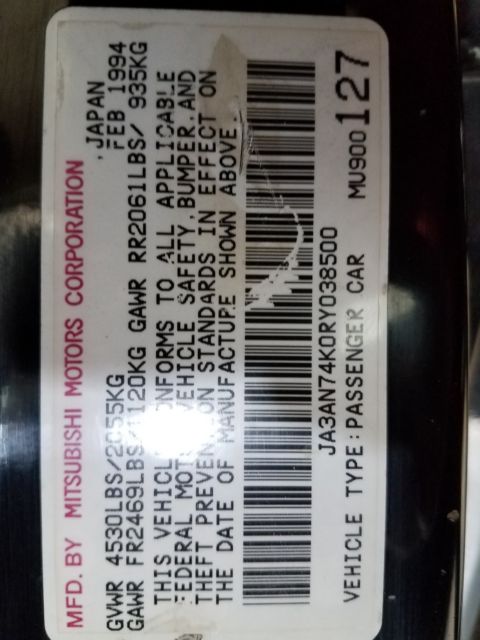 MFD. BY MITSUBISHI MOTORS CORPORATION, JAPAN
FEB 1994
GVWR 4530LBS/2055KG
GAWR FR2469LBS/1120KG GAWR RR2061LBS/ 935KG
THIS VEHICLE CONFORMS TO ALL APPLICABLE
FEDERAL MOTOR VEHICLE SAFETY, BUMPER, AND
THEFT PREVENTION STANDARDS IN EFFECT ON
THE DATE OF MANUFACTURE SHOWN ABOVE.
JA3AN74K0RY038500
VEHICLE TYPE:PASSENGER CAR MU900127